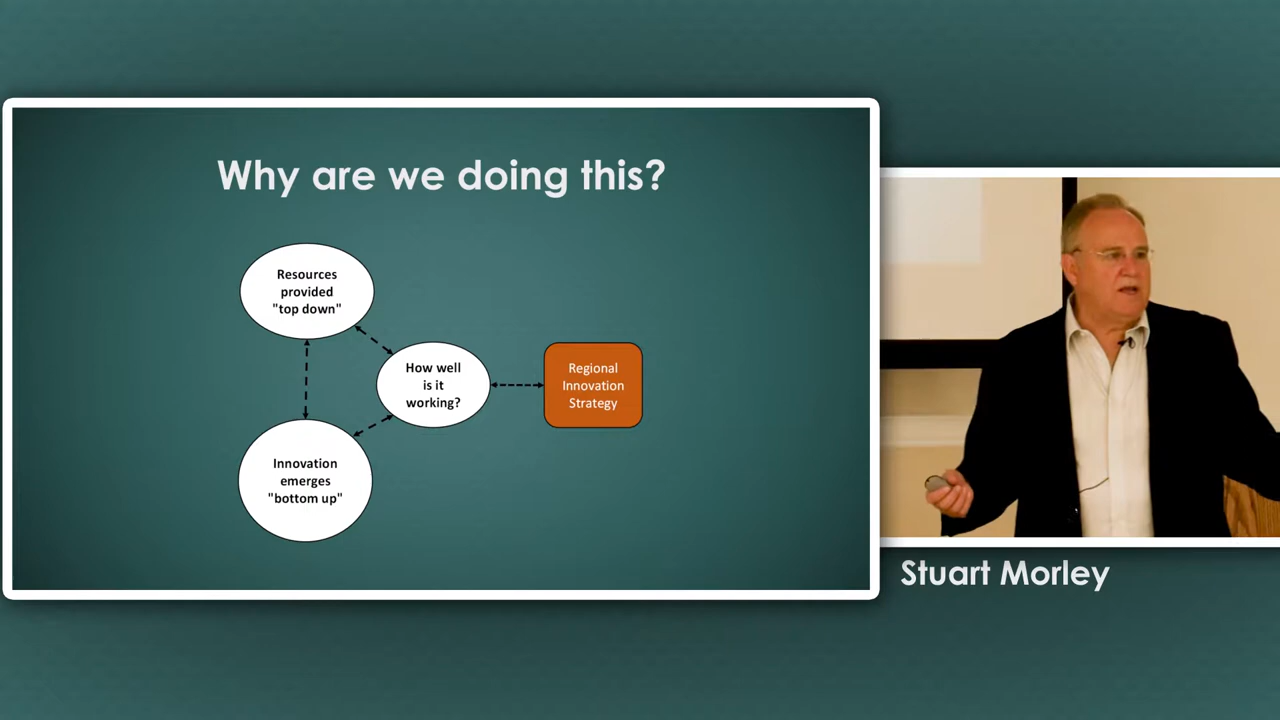 Why are we doing this?
Resources
provided
"top down"
How well
is it
working?
Regional
Innovation
Strategy
Innovation
emerges
"bottom up"
Stuart Morley